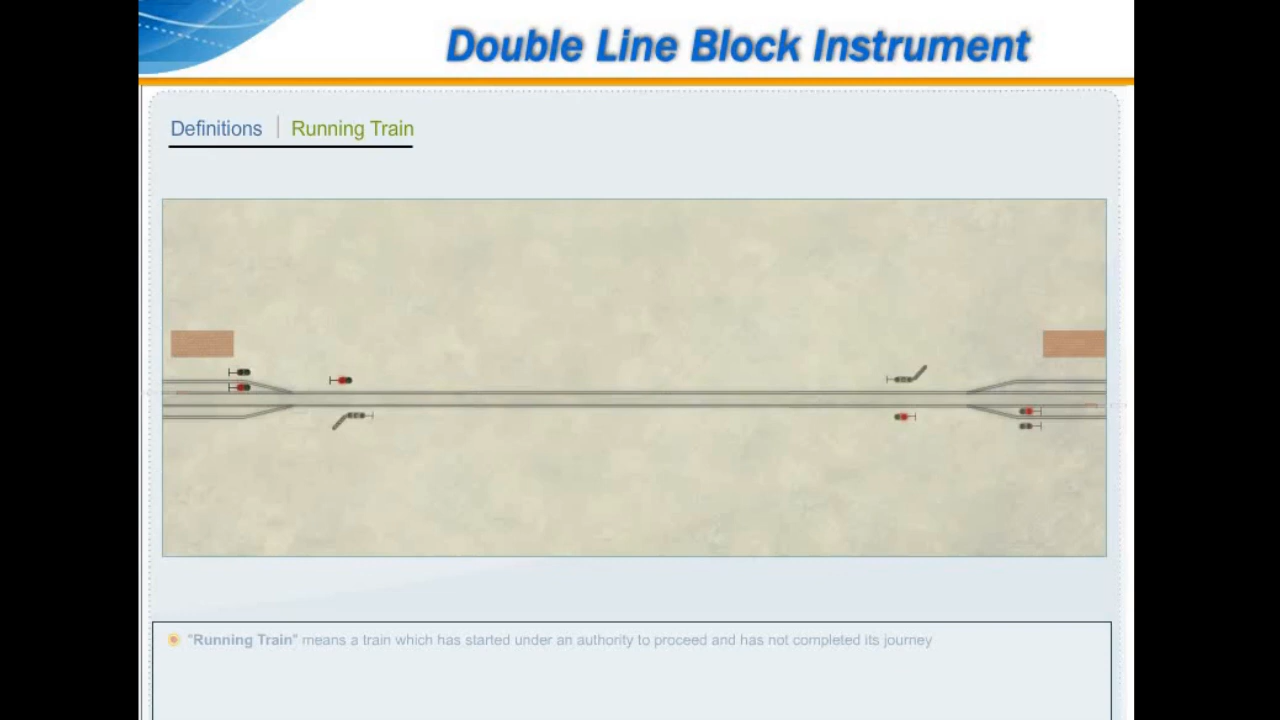 Double Line Block Instrument
Definitions | Running Train
"Running Train" means a train which has started under an authority to proceed and has not completed its journey